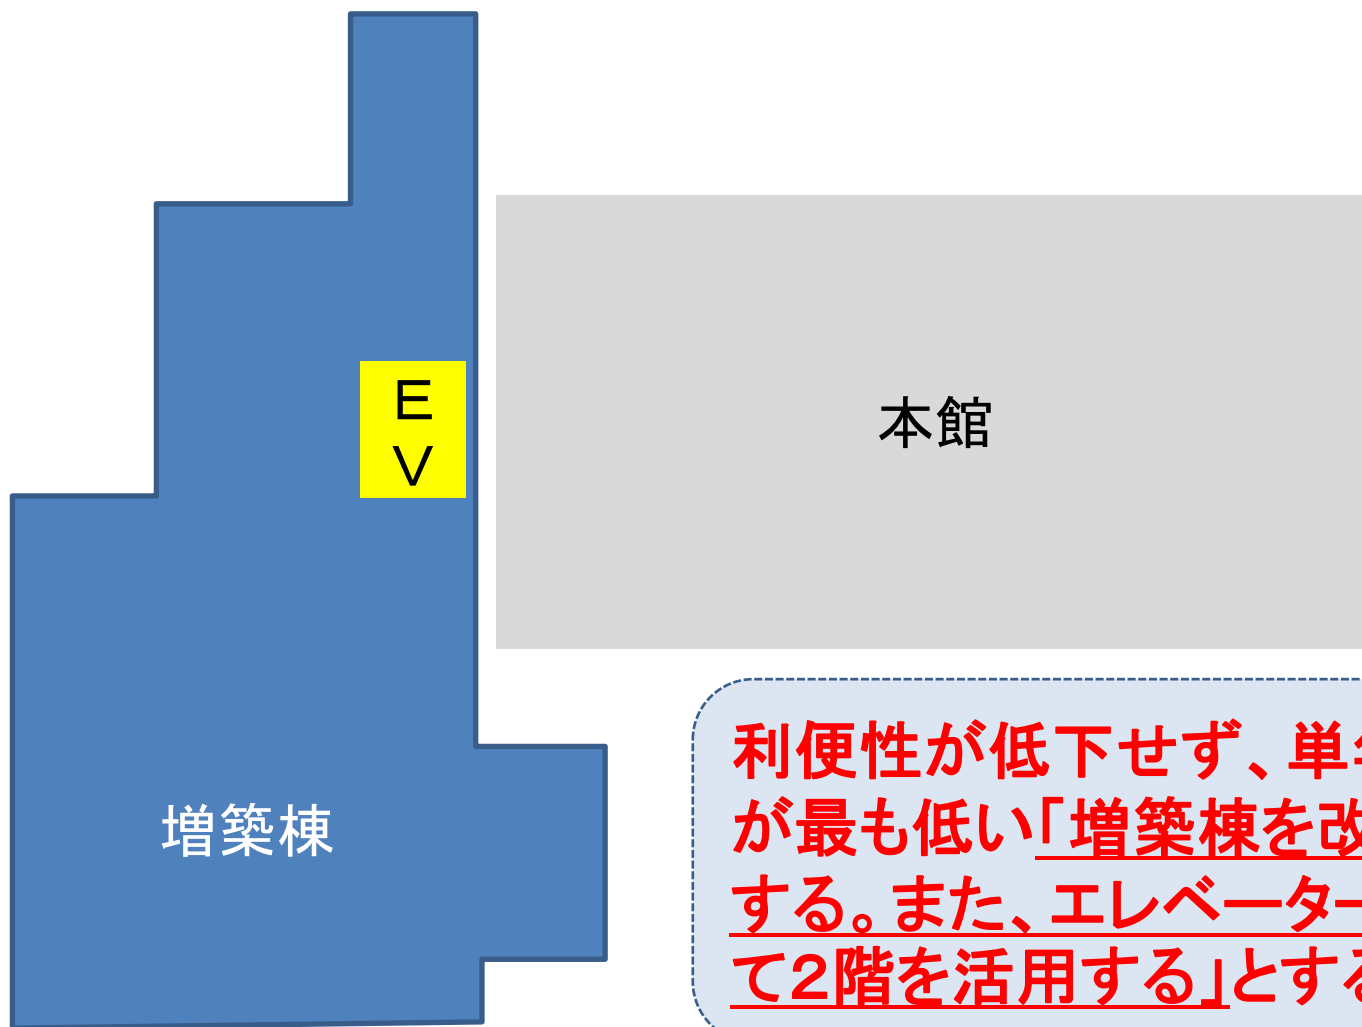 E
V
本館
増築棟
利便性が低下せず、単
が最も低い「増築棟を改
する。また、エレベーター
て2階を活用する」とする